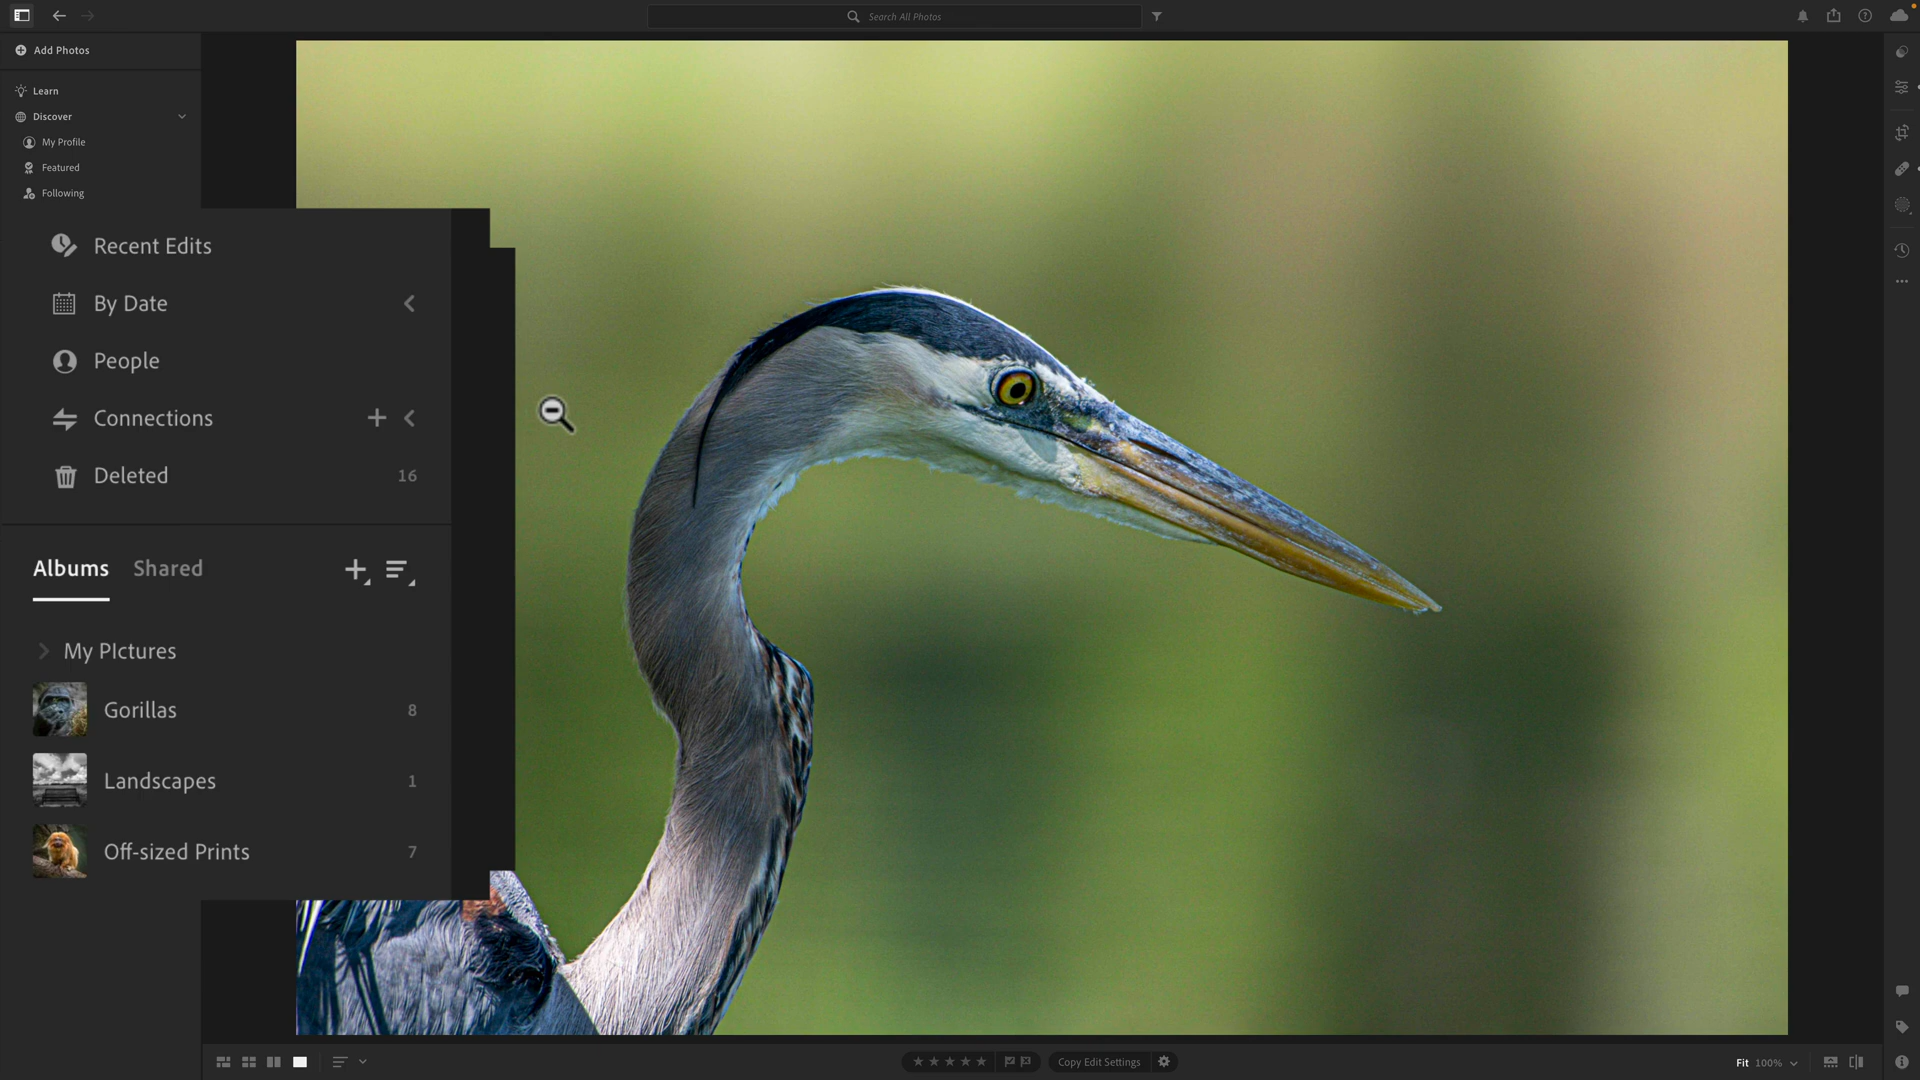 Search All Photos
Add Photos
Learn
Discover
My Profile
Featured
Following
Recent Edits
By Date
People
Connections
Deleted 16
Albums Shared
My PIctures
Gorillas 8
Landscapes 1
Off-sized Prints 7
Copy Edit Settings
Fit 100%